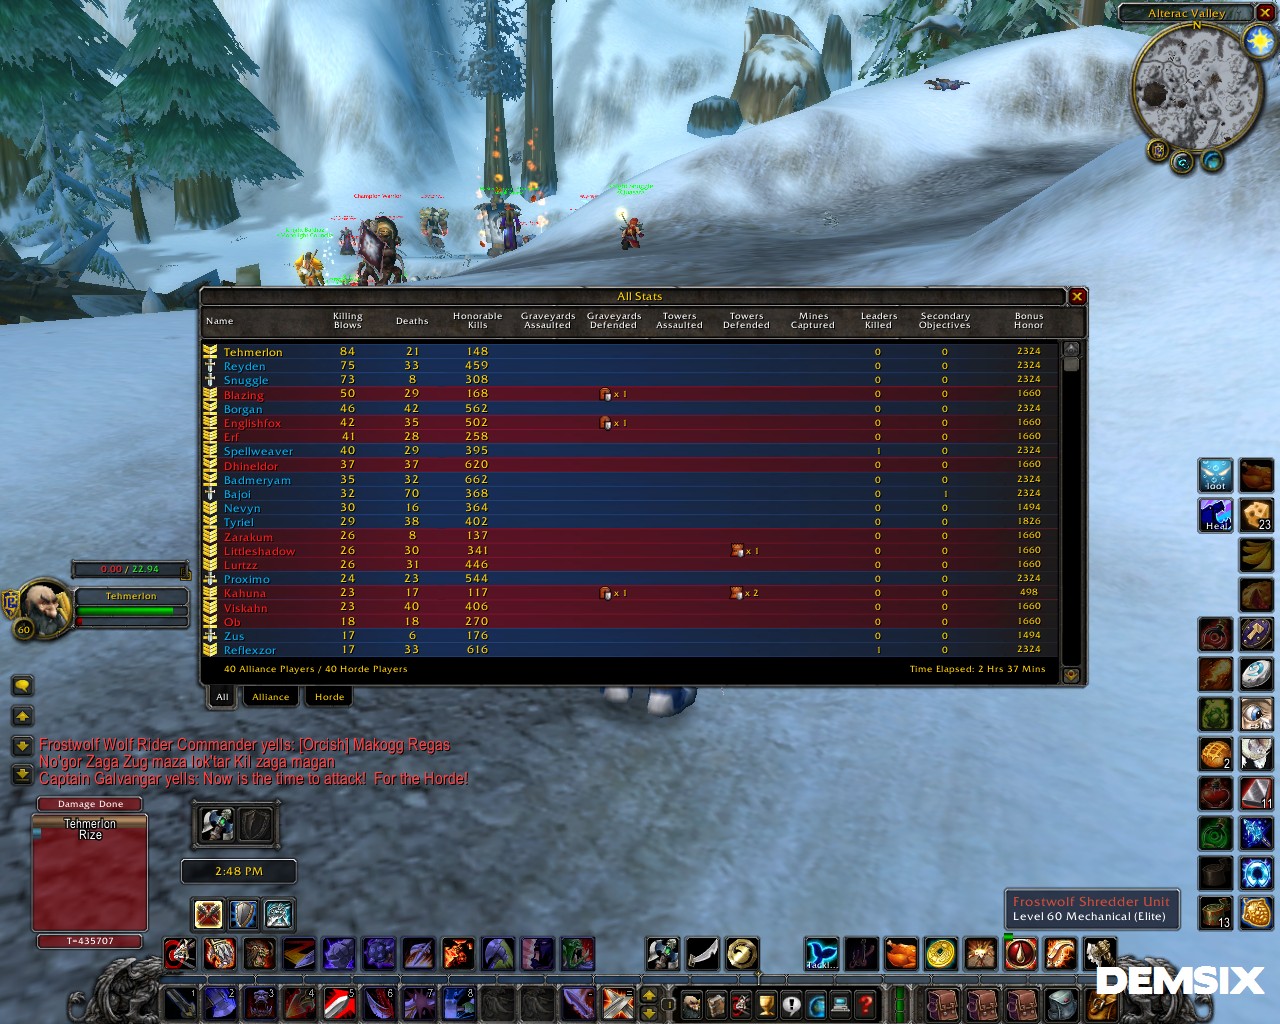 Alterac Valley
N
Champion Warrior
All Stats
Name Killing Blows Deaths Honorable Kills Graveyards Assaulted Graveyards Defended Towers Assaulted Towers Defended Mines Captured Leaders Killed Secondary Objectives Bonus Honor
Tehmerlon 84 21 148 0 0 2324
Reyden 75 33 459 0 0 2324
Snuggle 73 8 308 0 0 2324
Blazing 50 29 168 x 1 0 0 1660
Borgan 46 42 562 0 0 2324
Englishfox 42 35 502 x 1 0 0 1660
Erf 41 28 258 0 0 1660
Spellweaver 40 29 395 1 0 2324
Dhineldor 37 37 620 0 0 1660
Badmeryam 35 32 662 0 0 2324
Bajoi 32 70 368 0 1 2324
Nevyn 30 16 364 0 0 1494
Tyriel 29 38 402 0 0 1826
Zarakum 26 8 137 0 0 1660
Littleshadow 26 30 341 x 1 0 0 1660
Lurtzz 26 31 446 0 0 1660
Proximo 24 23 544 0 0 2324
Kahuna 23 17 117 x 1 x 2 0 0 498
Viskahn 23 40 406 0 0 1660
Ob 18 18 270 0 0 1660
Zus 17 6 176 0 0 1494
Reflexzor 17 33 616 1 0 2324
40 Alliance Players / 40 Horde Players Time Elapsed: 2 Hrs 37 Mins
All Alliance Horde
loot
Heal 23
0.00 / 22.94
Tehmerlon
60
Frostwolf Wolf Rider Commander yells: [Orcish] Makogg Regas
No'gor Zaga Zug maza lok'tar Kil zaga magan
Captain Galvangar yells: Now is the time to attack! For the Horde!
2
11
13
Damage Done
Tehmerlon
Rize
T=435707
2:48 PM
Frostwolf Shredder Unit
Level 60 Mechanical (Elite)
1 2 3 4 5 6 7 8 - =
1
DEMSIX